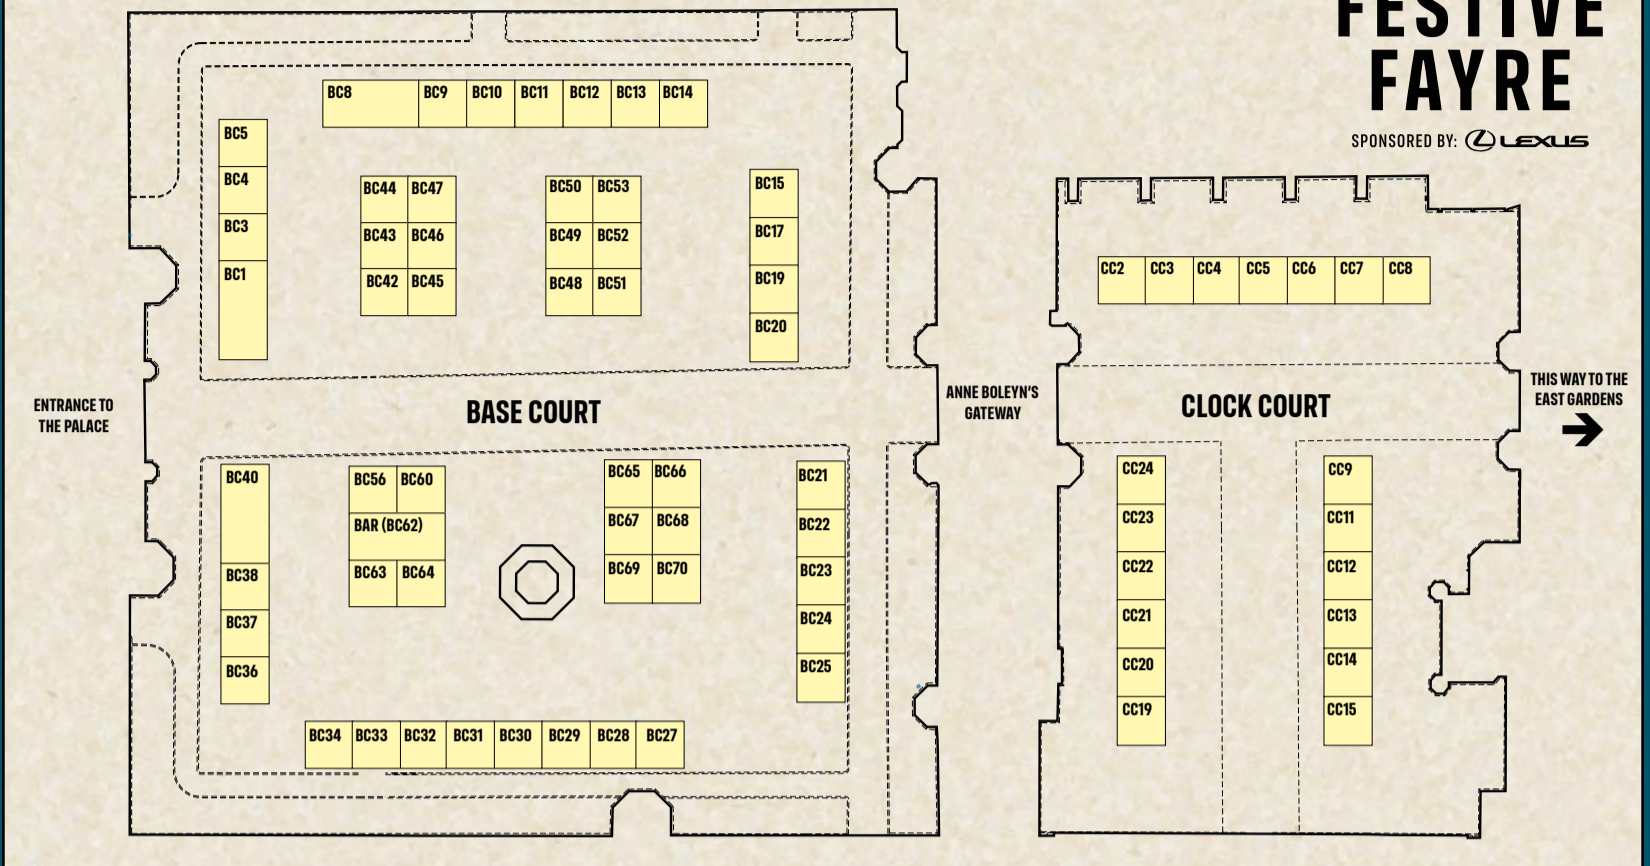 FESTIVE
FAYRE
SPONSORED BY: LEXUS
BC8 BC9 BC10 BC11 BC12 BC13 BC14
BC5
BC4
BC3
BC1
BC44 BC47
BC43 BC46
BC42 BC45
BC50 BC53
BC49 BC52
BC48 BC51
BC15
BC17
BC19
BC20
ENTRANCE TO
THE PALACE
BASE COURT
ANNE BOLEYN'S
GATEWAY
BC40
BC38
BC37
BC36
BC56 BC60
BAR (BC62)
BC63 BC64
BC65 BC66
BC67 BC68
BC69 BC70
BC21
BC22
BC23
BC24
BC25
BC34 BC33 BC32 BC31 BC30 BC29 BC28 BC27
CC2 CC3 CC4 CC5 CC6 CC7 CC8
CLOCK COURT
THIS WAY TO THE
EAST GARDENS
CC24
CC23
CC22
CC21
CC20
CC19
CC9
CC11
CC12
CC13
CC14
CC15